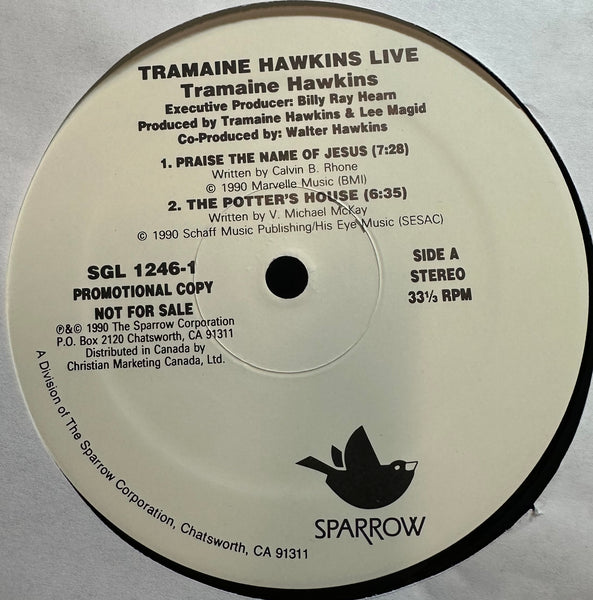 TRAMAINE HAWKINS LIVE
Tramaine Hawkins
Executive Producer: Billy Ray Hearn
Produced by Tramaine Hawkins & Lee Magid
Co-Produced by: Walter Hawkins
1. PRAISE THE NAME OF JESUS (7:28)
Written by Calvin B. Rhone
© 1990 Marvelle Music (BMI)
2. THE POTTER'S HOUSE (6:35)
Written by V. Michael McKay
© 1990 Schaff Music Publishing/His Eye Music (SESAC)
SGL 1246-1
PROMOTIONAL COPY
NOT FOR SALE
℗&© 1990 The Sparrow Corporation
P.O. Box 2120 Chatsworth, CA 91311
Distributed in Canada by
Christian Marketing Canada, Ltd.
SIDE A
STEREO
33⅓ RPM
A Division of The Sparrow Corporation, Chatsworth, CA 91311
SPARROW